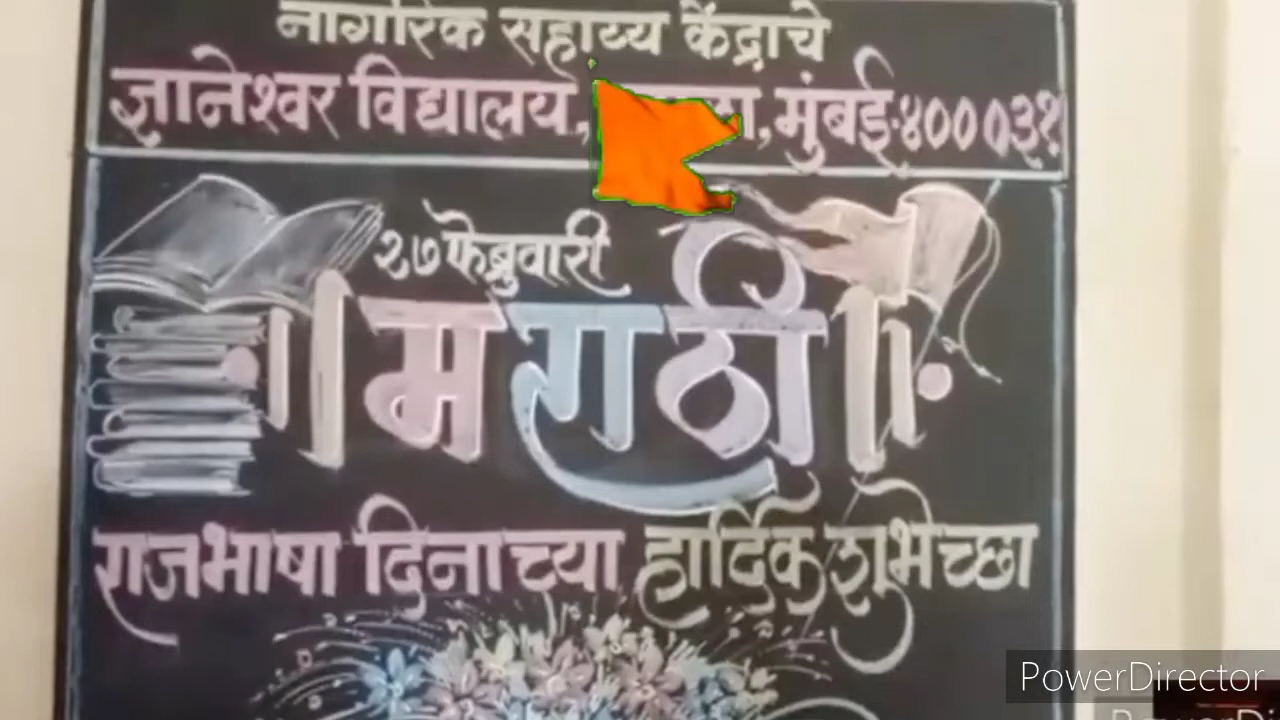 नागरिक सहाय्य केंद्राचे
ज्ञानेश्वर विद्यालय, मुंबई.४०००३१
२७ फेब्रुवारी
।। मराठी ।।
राजभाषा दिनाच्या हार्दिक शुभेच्छा
PowerDirector